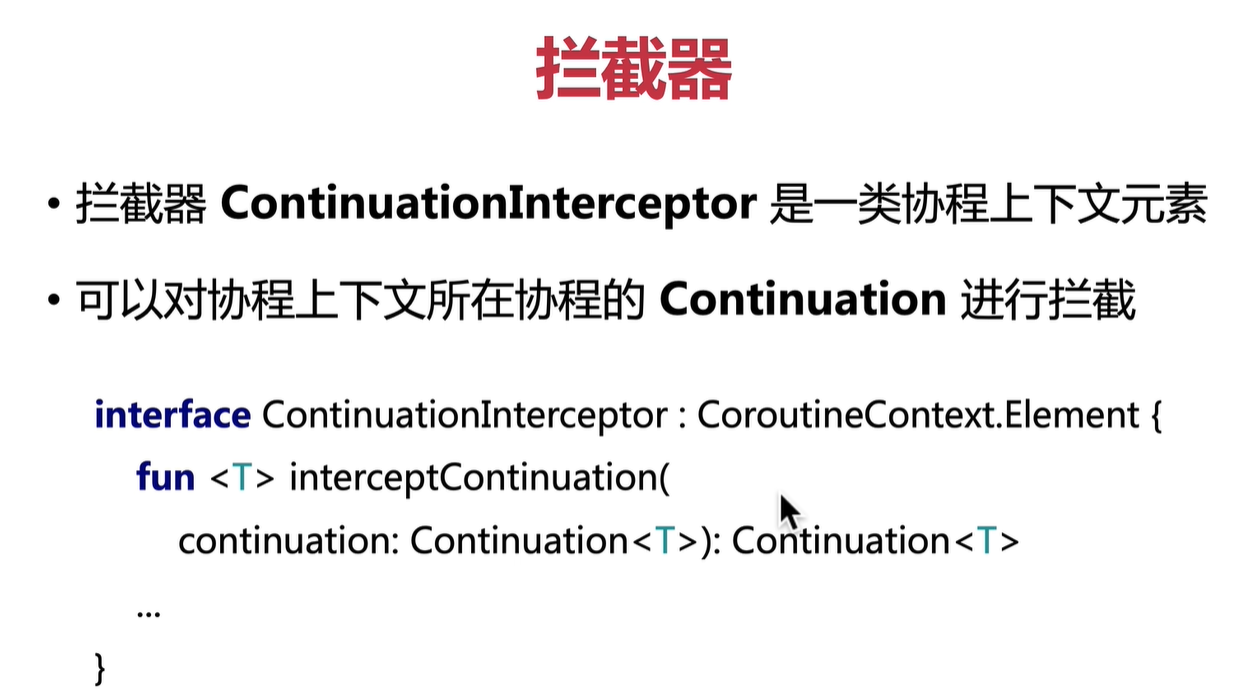 拦截器
• 拦截器 ContinuationInterceptor 是一类协程上下文元素
• 可以对协程上下文所在协程的 Continuation 进行拦截
interface ContinuationInterceptor : CoroutineContext.Element {
fun <T> interceptContinuation(
continuation: Continuation<T>): Continuation<T>
...
}